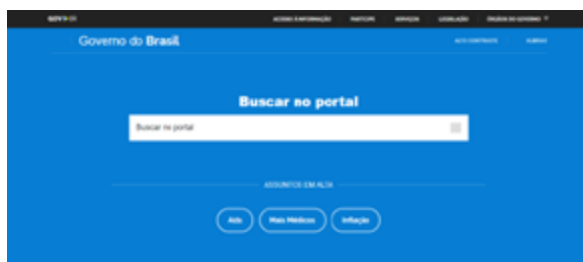 ACESSO À INFORMAÇÃO PARTICIPE SERVIÇOS LEGISLAÇÃO ÓRGÃOS DO GOVERNO
Governo do Brasil
ALTO CONTRASTE VLIBRAS
Buscar no portal
Buscar no portal
ASSUNTOS EM ALTA
Aids Mais Médicos Inflação